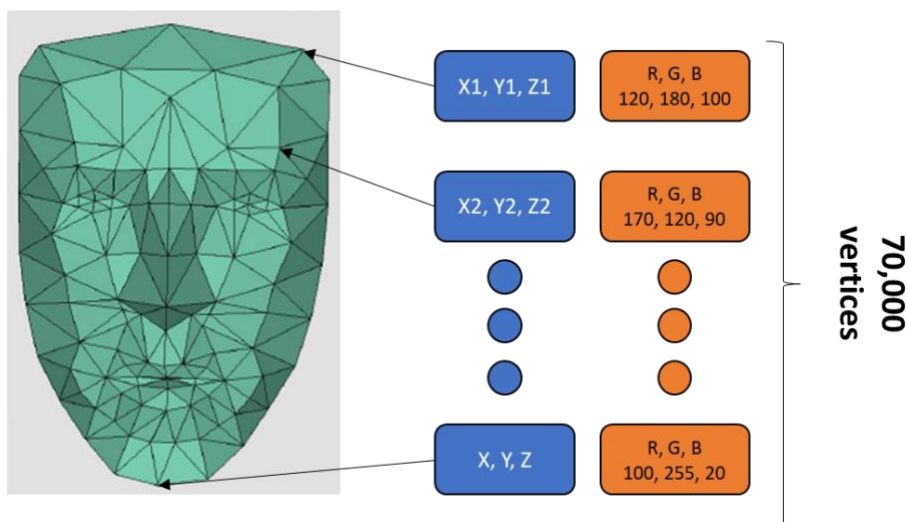 X1, Y1, Z1
R, G, B
120, 180, 100
X2, Y2, Z2
R, G, B
170, 120, 90
X, Y, Z
R, G, B
100, 255, 20
70,000
vertices